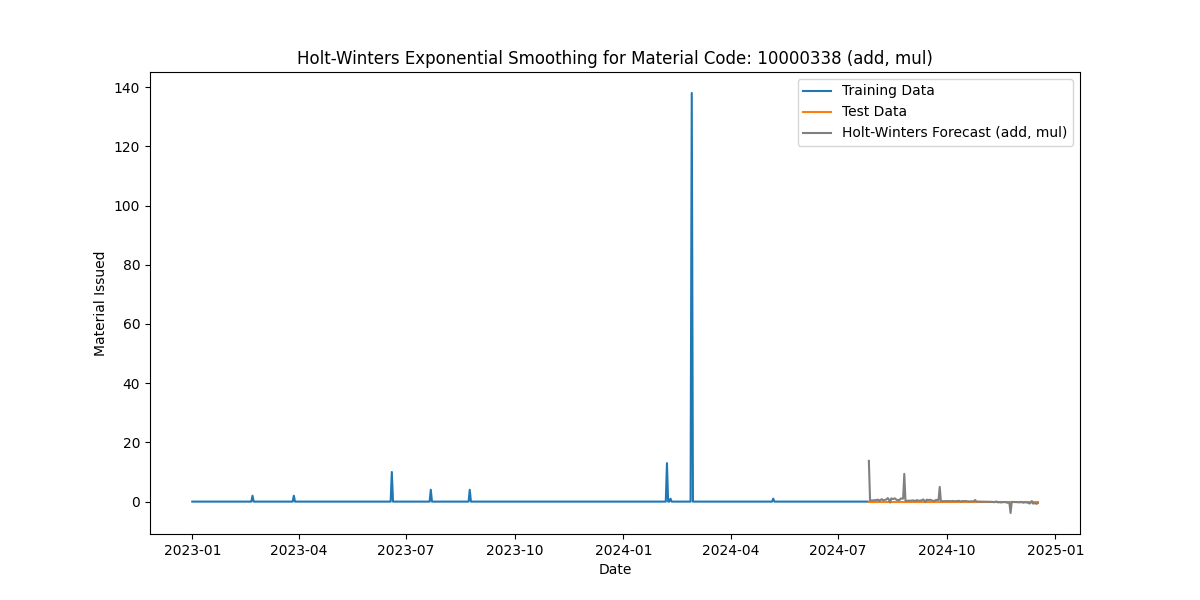 Holt-Winters Exponential Smoothing for Material Code: 10000338 (add, mul)
Training Data
Test Data
Holt-Winters Forecast (add, mul)
140
120
100
80
60
40
20
0
Material Issued
2023-01 2023-04 2023-07 2023-10 2024-01 2024-04 2024-07 2024-10 2025-01
Date